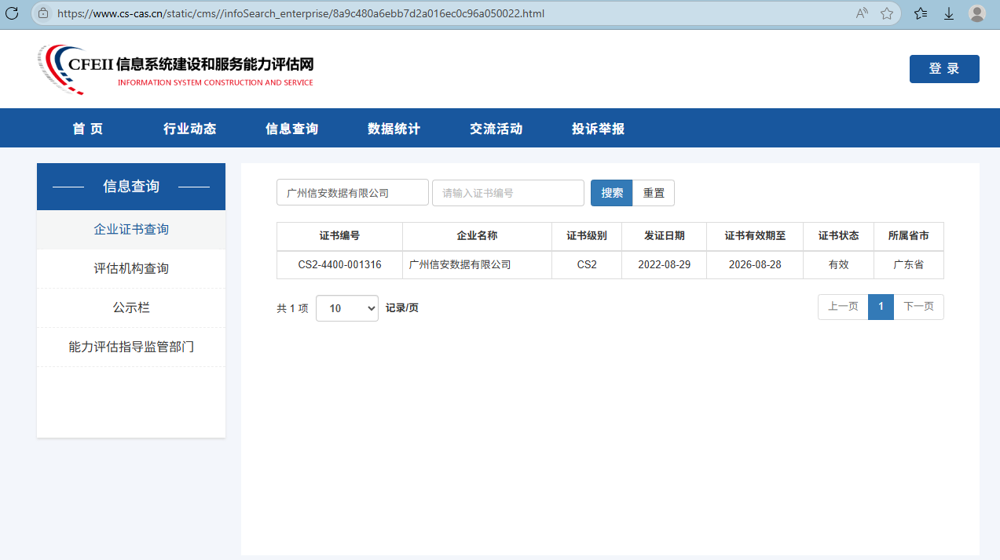 https://www.cs-cas.cn/static/cms//infoSearch_enterprise/8a9c480a6ebb7d2a016ec0c96a050022.html
CFEII 信息系统建设和服务能力评估网
INFORMATION SYSTEM CONSTRUCTION AND SERVICE
登 录
首 页 行业动态 信息查询 数据统计 交流活动 投诉举报
信息查询
企业证书查询
评估机构查询
公示栏
能力评估指导监管部门
广州信安数据有限公司 请输入证书编号 搜索 重置
证书编号 企业名称 证书级别 发证日期 证书有效期至 证书状态 所属省市
CS2-4400-001316 广州信安数据有限公司 CS2 2022-08-29 2026-08-28 有效 广东省
共 1 项 10 记录/页 上一页 1 下一页